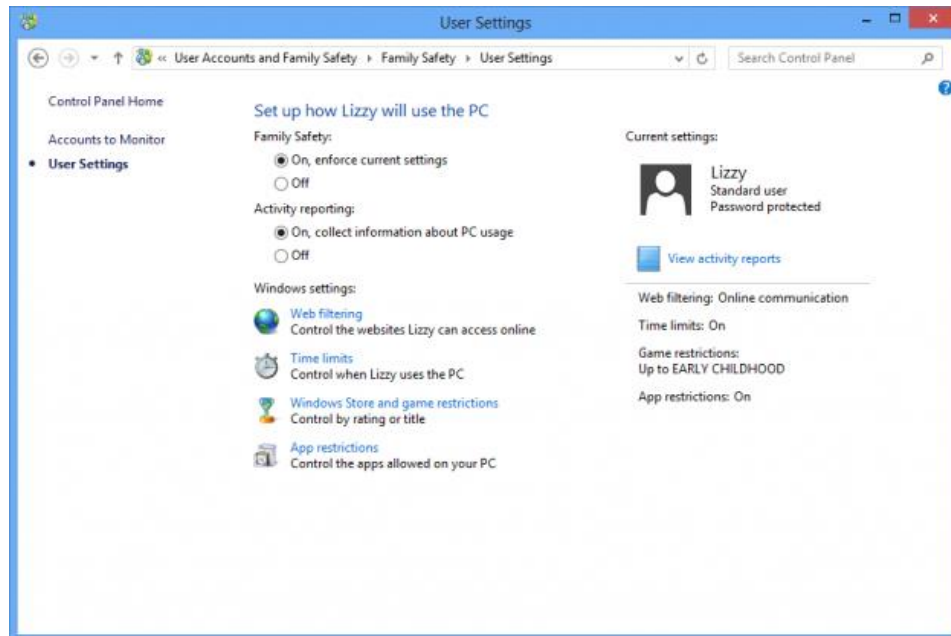 User Settings
« User Accounts and Family Safety ▸ Family Safety ▸ User Settings
Search Control Panel
Control Panel Home
Accounts to Monitor
User Settings
Set up how Lizzy will use the PC
Family Safety:
On, enforce current settings
Off
Activity reporting:
On, collect information about PC usage
Off
Windows settings:
Web filtering
Control the websites Lizzy can access online
Time limits
Control when Lizzy uses the PC
Windows Store and game restrictions
Control by rating or title
App restrictions
Control the apps allowed on your PC
Current settings:
Lizzy
Standard user
Password protected
View activity reports
Web filtering: Online communication
Time limits: On
Game restrictions:
Up to EARLY CHILDHOOD
App restrictions: On